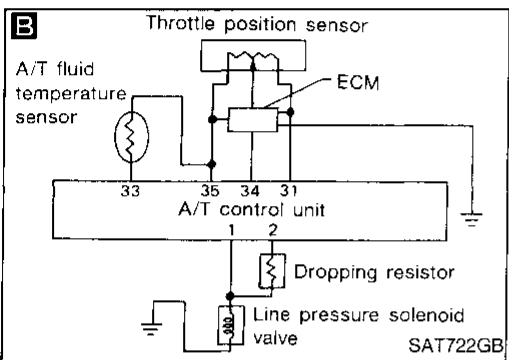 B
Throttle position sensor
A/T fluid
temperature
sensor
ECM
33 35 34 31
A/T control unit
1 2
Dropping resistor
Line pressure solenoid
valve
SAT722GB